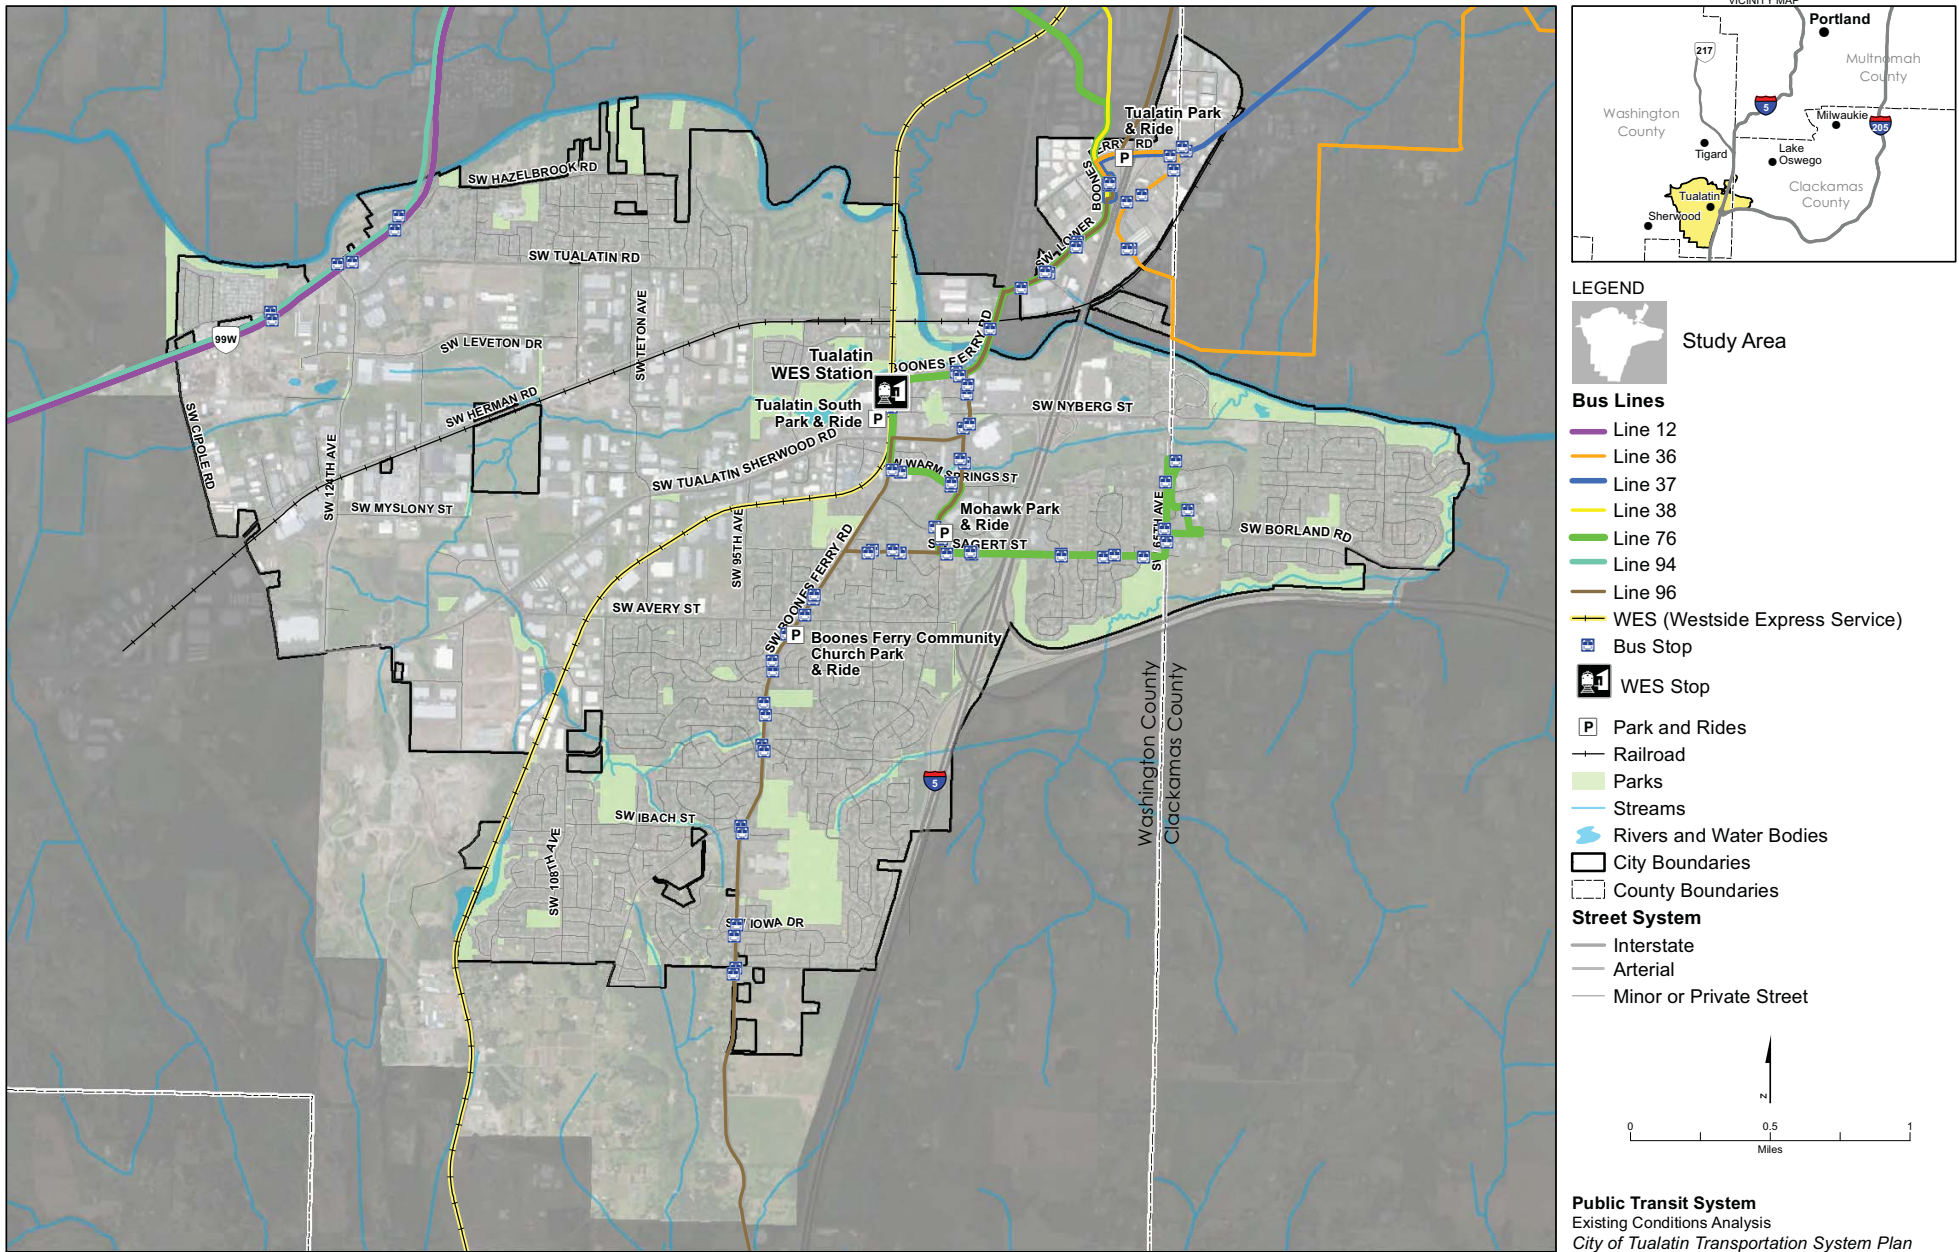 VICINITY MAP
Portland
217
Multnomah
County
5
Washington
County
Milwaukie
205
Tigard
Lake
Oswego
Clackamas
County
Tualatin
Sherwood
Tualatin Park
& Ride
P
BOONES
FERRY RD
SW LOWER
SW HAZELBROOK RD
SW TUALATIN RD
SW TETON AVE
99W
SW LEVETON DR
Tualatin
WES Station
BOONES FERRY RD
Tualatin South
Park & Ride
P
SW NYBERG ST
SW HERMAN RD
SW CIPOLE RD
SW 124TH AVE
SW TUALATIN SHERWOOD RD
SW WARM SPRINGS ST
SW MYSLONY ST
SW 95TH AVE
Mohawk Park
& Ride
P
SW SAGERT ST
SW 65TH AVE
SW BORLAND RD
SW BOONES FERRY RD
SW AVERY ST
P
Boones Ferry Community
Church Park
& Ride
Washington County
Clackamas County
5
SW IBACH ST
SW 108TH AVE
SW IOWA DR
LEGEND
Study Area
Bus Lines
Line 12
Line 36
Line 37
Line 38
Line 76
Line 94
Line 96
WES (Westside Express Service)
Bus Stop
WES Stop
P
Park and Rides
Railroad
Parks
Streams
Rivers and Water Bodies
City Boundaries
County Boundaries
Street System
Interstate
Arterial
Minor or Private Street
N
0 0.5 1
Miles
Public Transit System
Existing Conditions Analysis
City of Tualatin Transportation System Plan